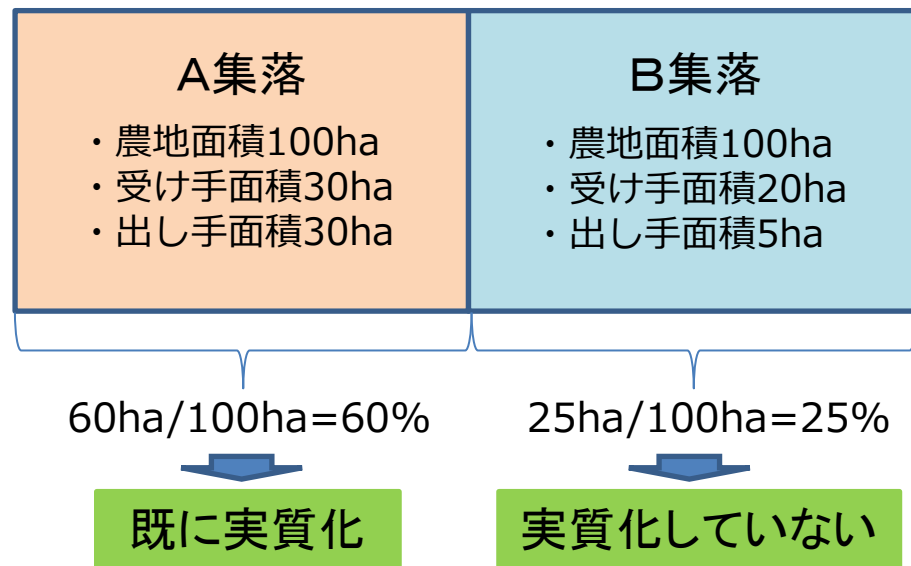 A集落
・農地面積100ha
・受け手面積30ha
・出し手面積30ha
B集落
・農地面積100ha
・受け手面積20ha
・出し手面積5ha
60ha/100ha=60%
25ha/100ha=25%
既に実質化
実質化していない